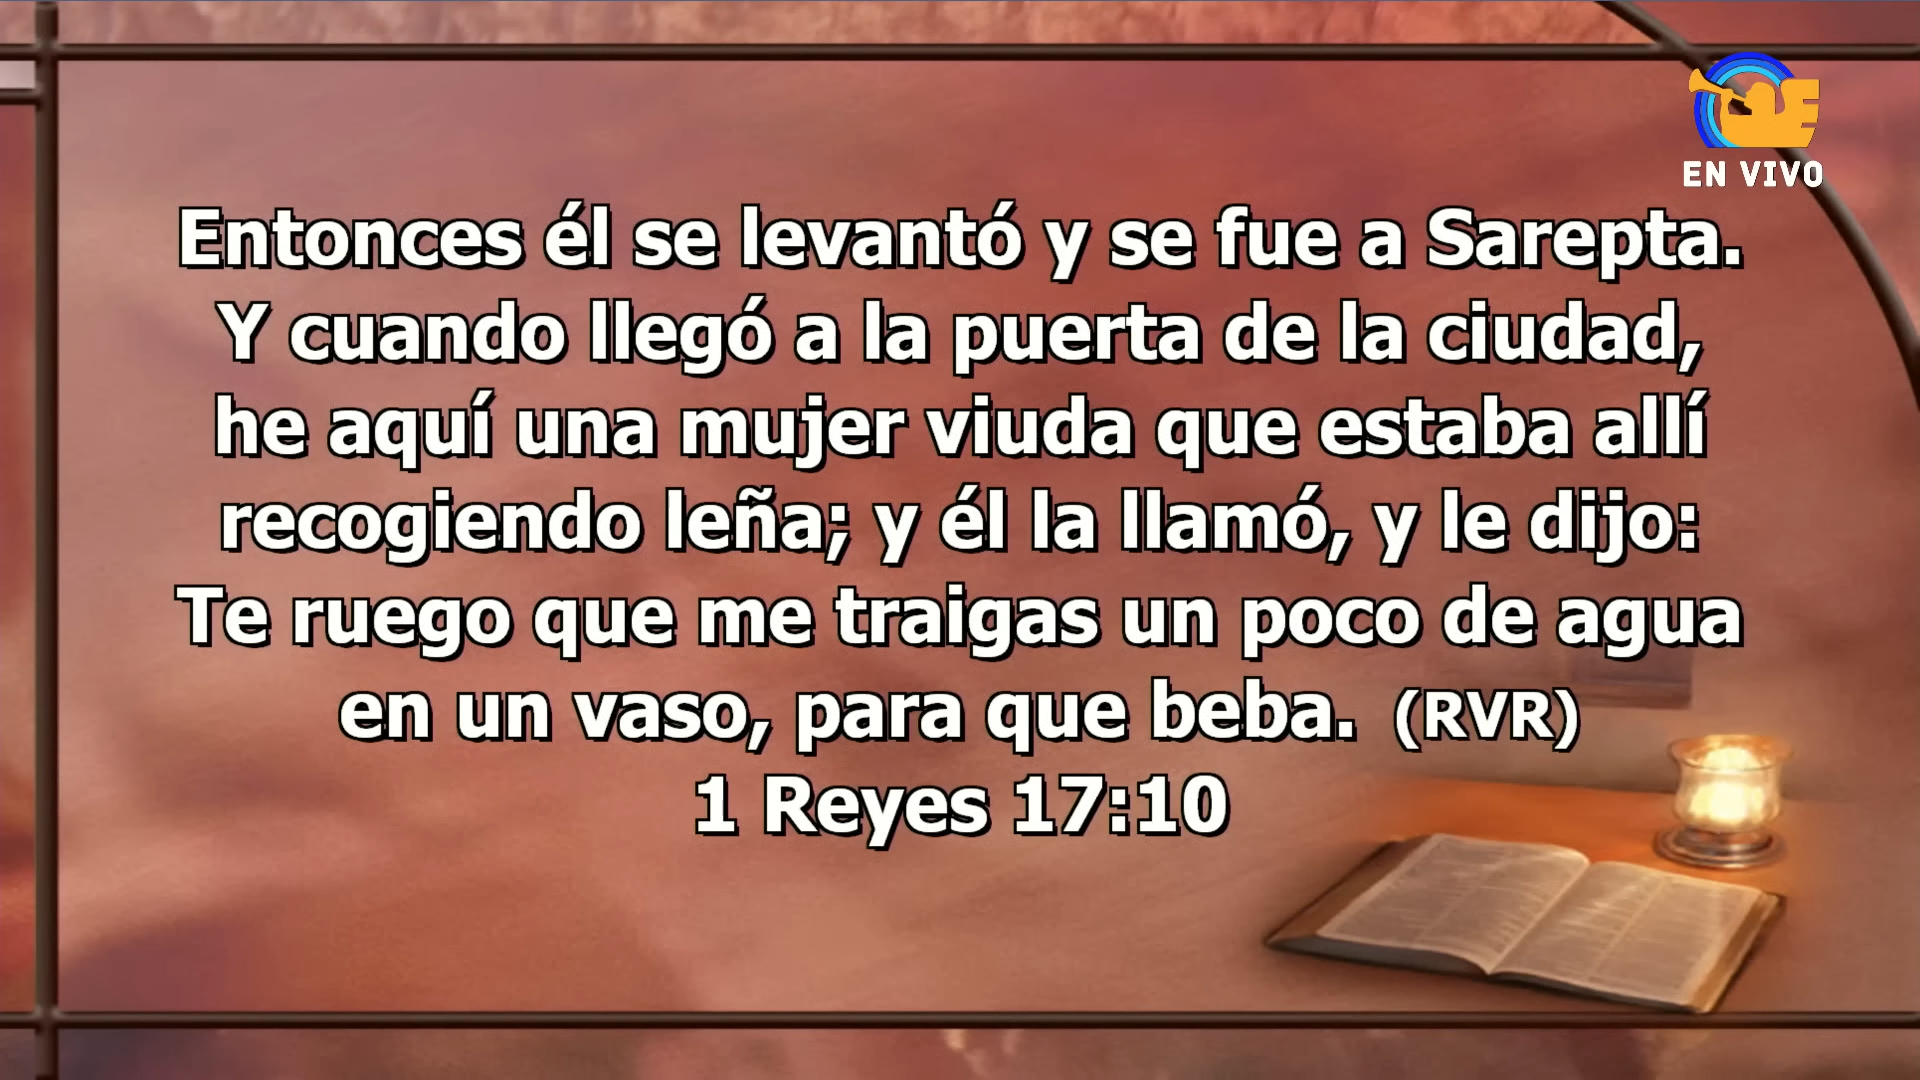 EN VIVO
Entonces él se levantó y se fue a Sarepta.
Y cuando llegó a la puerta de la ciudad,
he aquí una mujer viuda que estaba allí
recogiendo leña; y él la llamó, y le dijo:
Te ruego que me traigas un poco de agua
en un vaso, para que beba. (RVR)
1 Reyes 17:10